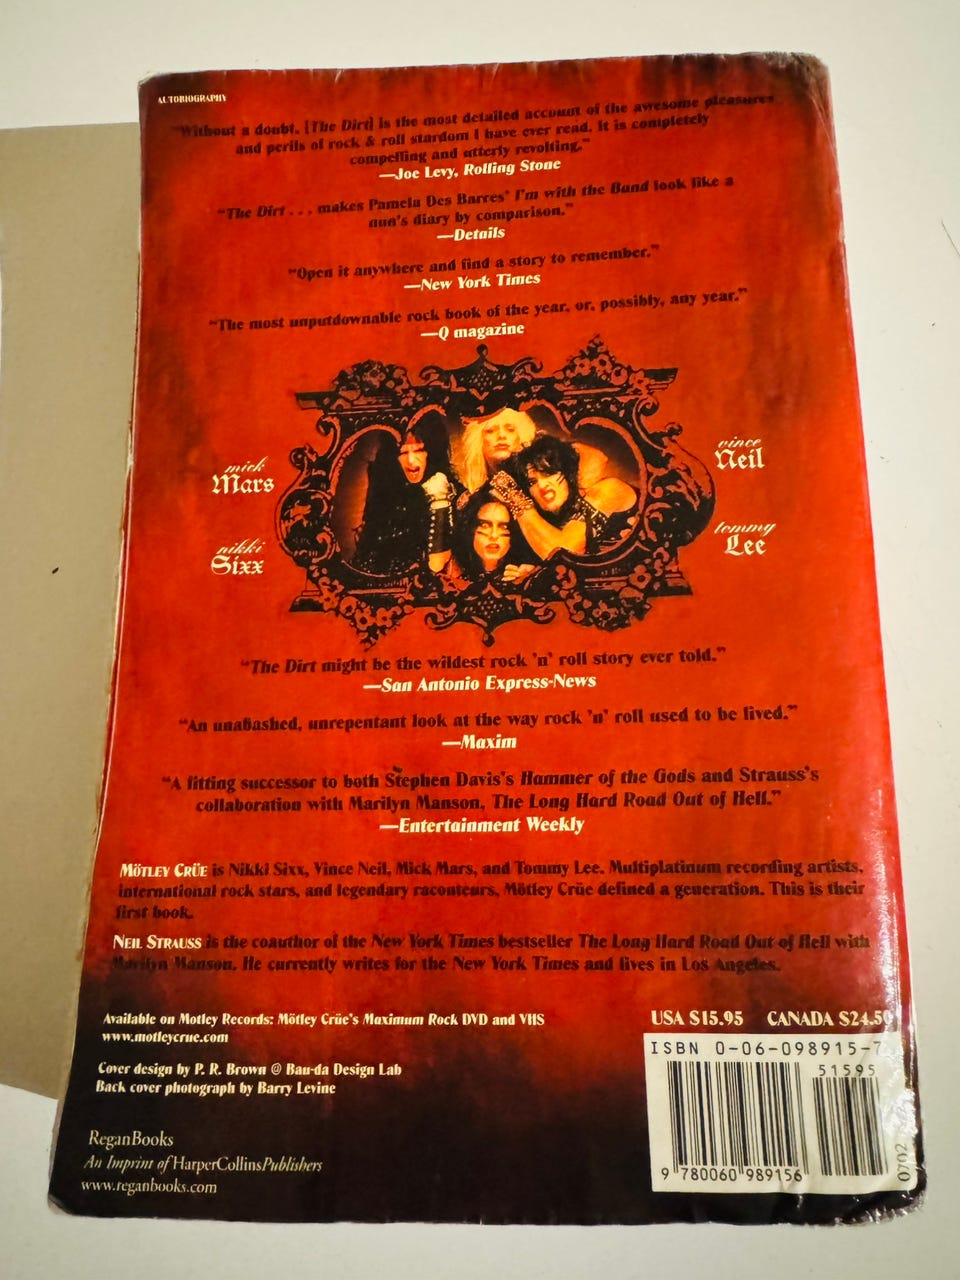 AUTOBIOGRAPHY
"Without a doubt, [The Dirt] is the most detailed account of the awesome pleasures
and perils of rock & roll stardom I have ever read. It is completely
compelling and utterly revolting."
—Joe Levy, Rolling Stone
"The Dirt . . . makes Pamela Des Barres' I'm with the Band look like a
nun's diary by comparison."
—Details
"Open it anywhere and find a story to remember."
—New York Times
"The most unputdownable rock book of the year, or, possibly, any year."
—Q magazine
mick
Mars
vince
Neil
nikki
Sixx
tommy
Lee
"The Dirt might be the wildest rock 'n' roll story ever told."
—San Antonio Express-News
"An unabashed, unrepentant look at the way rock 'n' roll used to be lived."
—Maxim
"A fitting successor to both Stephen Davis's Hammer of the Gods and Strauss's
collaboration with Marilyn Manson, The Long Hard Road Out of Hell."
—Entertainment Weekly
MÖTLEY CRÜE is Nikki Sixx, Vince Neil, Mick Mars, and Tommy Lee. Multiplatinum recording artists,
international rock stars, and legendary raconteurs, Mötley Crüe defined a generation. This is their
first book.
NEIL STRAUSS is the coauthor of the New York Times bestseller The Long Hard Road Out of Hell with
Marilyn Manson. He currently writes for the New York Times and lives in Los Angeles.
Available on Motley Records: Mötley Crüe's Maximum Rock DVD and VHS
www.motleycrue.com
Cover design by P. R. Brown @ Bau-da Design Lab
Back cover photograph by Barry Levine
ReganBooks
An Imprint of HarperCollinsPublishers
www.reganbooks.com
USA $15.95 CANADA $24.50
ISBN 0-06-098915-7
51595
9 780060 989156
0702